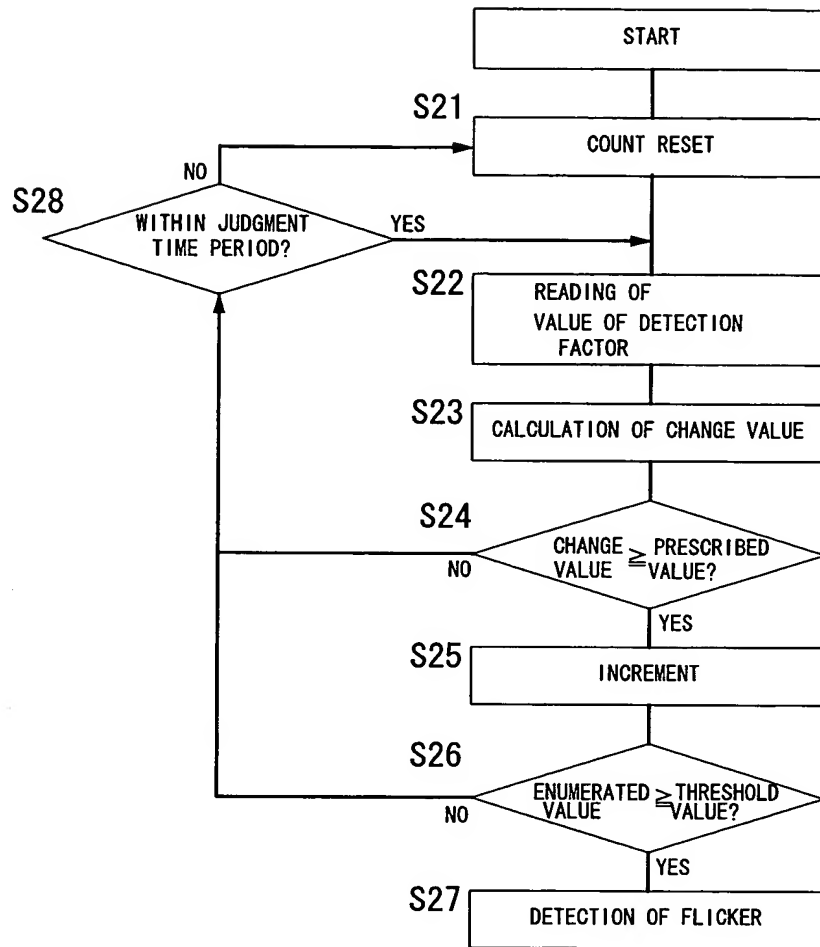 START
S21
COUNT RESET
NO
S28
WITHIN JUDGMENT
TIME PERIOD?
YES
S22
READING OF
VALUE OF DETECTION
FACTOR
S23
CALCULATION OF CHANGE VALUE
S24
CHANGE VALUE ≧ PRESCRIBED VALUE?
NO
YES
S25
INCREMENT
S26
ENUMERATED VALUE ≧ THRESHOLD VALUE?
NO
YES
S27
DETECTION OF FLICKER